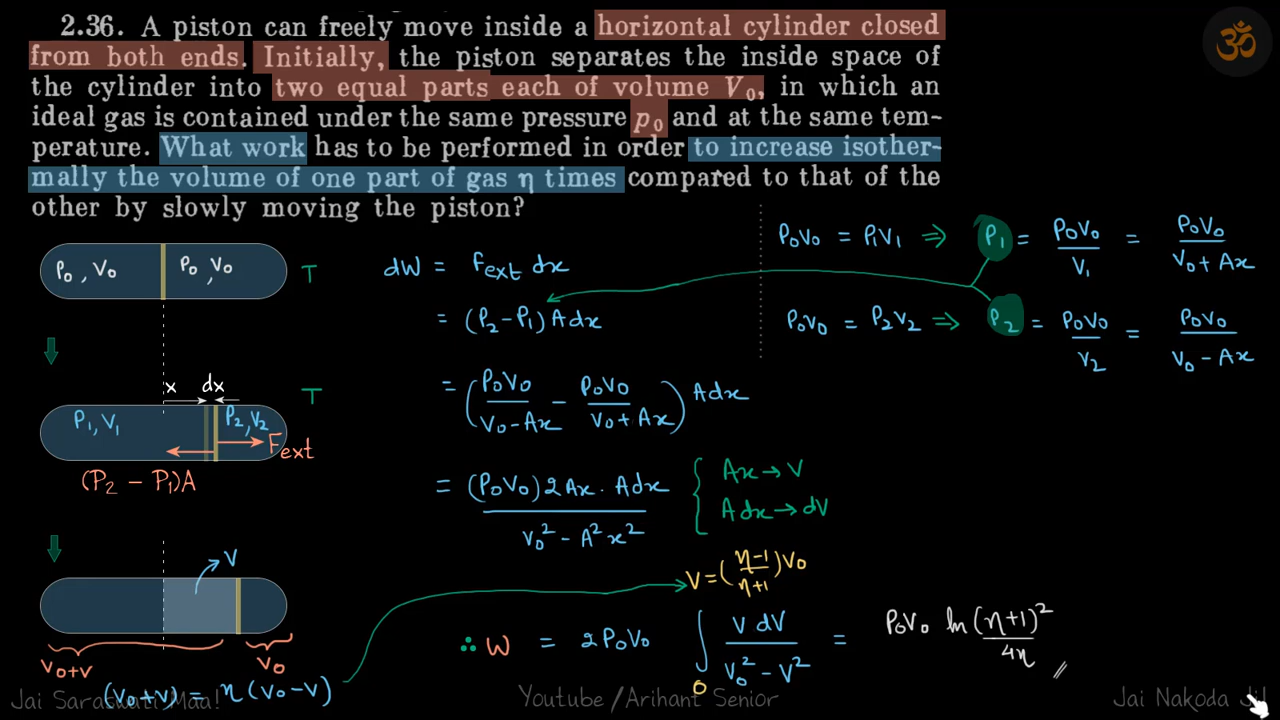 2.36. A piston can freely move inside a horizontal cylinder closed
from both ends. Initially, the piston separates the inside space of
the cylinder into two equal parts each of volume V₀, in which an
ideal gas is contained under the same pressure p₀ and at the same tem-
perature. What work has to be performed in order to increase isother-
mally the volume of one part of gas η times compared to that of the
other by slowly moving the piston?
ॐ
P₀, V₀
P₀, V₀
T
x
dx
T
P₁, V₁
P₂, V₂
Fext
(P₂ − P₁)A
V
V₀+V
V₀
(V₀+V) = η(V₀−V)
dW = Fext dx
= (P₂−P₁) A dx
= (P₀V₀/V₀−Ax − P₀V₀/V₀+Ax) A dx
= (P₀V₀) 2Ax . A dx / V₀² − A²x²
Ax → V
A dx → dV
V = (η−1/η+1) V₀
∴ W = 2P₀V₀ ∫ V dV / V₀² − V² = P₀V₀ ln (η+1)²/4η
0
P₀V₀ = P₁V₁ ⇒ P₁ = P₀V₀/V₁ = P₀V₀/V₀+Ax
P₀V₀ = P₂V₂ ⇒ P₂ = P₀V₀/V₂ = P₀V₀/V₀−Ax
Jai Saraswati Maa!
Youtube /Arihant Senior
Jai Nakoda Ji!